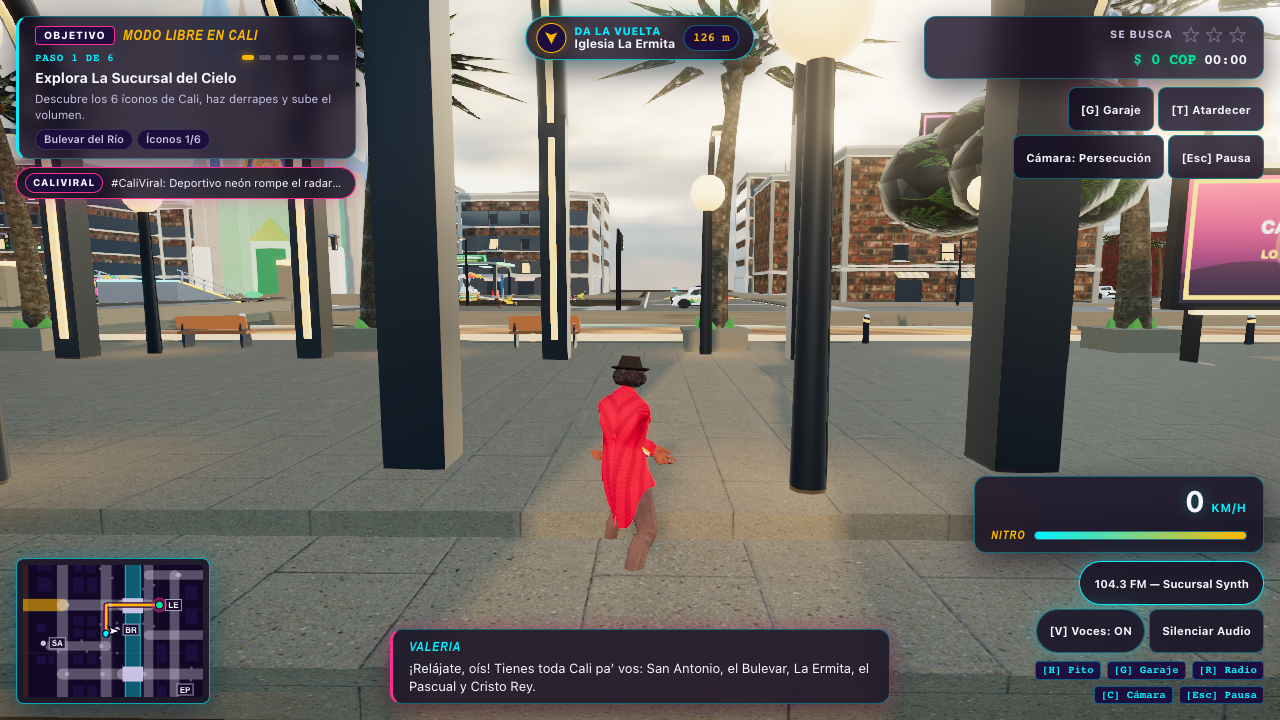 OBJETIVO MODO LIBRE EN CALI
PASO 1 DE 6
Explora La Sucursal del Cielo
Descubre los 6 íconos de Cali, haz derrapes y sube el
volumen.
Bulevar del Río Íconos 1/6
CALIVIRAL #CaliViral: Deportivo neón rompe el radar...
DA LA VUELTA
Iglesia La Ermita
126 m
SE BUSCA
$ 0 COP 00:00
[G] Garaje [T] Atardecer
Cámara: Persecución [Esc] Pausa
CA
LO
0 KM/H
NITRO
104.3 FM — Sucursal Synth
[V] Voces: ON Silenciar Audio
[H] Pito [G] Garaje [R] Radio
[C] Cámara [Esc] Pausa
LE
BR
SA
EP
VALERIA
¡Relájate, oís! Tienes toda Cali pa' vos: San Antonio, el Bulevar, La Ermita, el
Pascual y Cristo Rey.